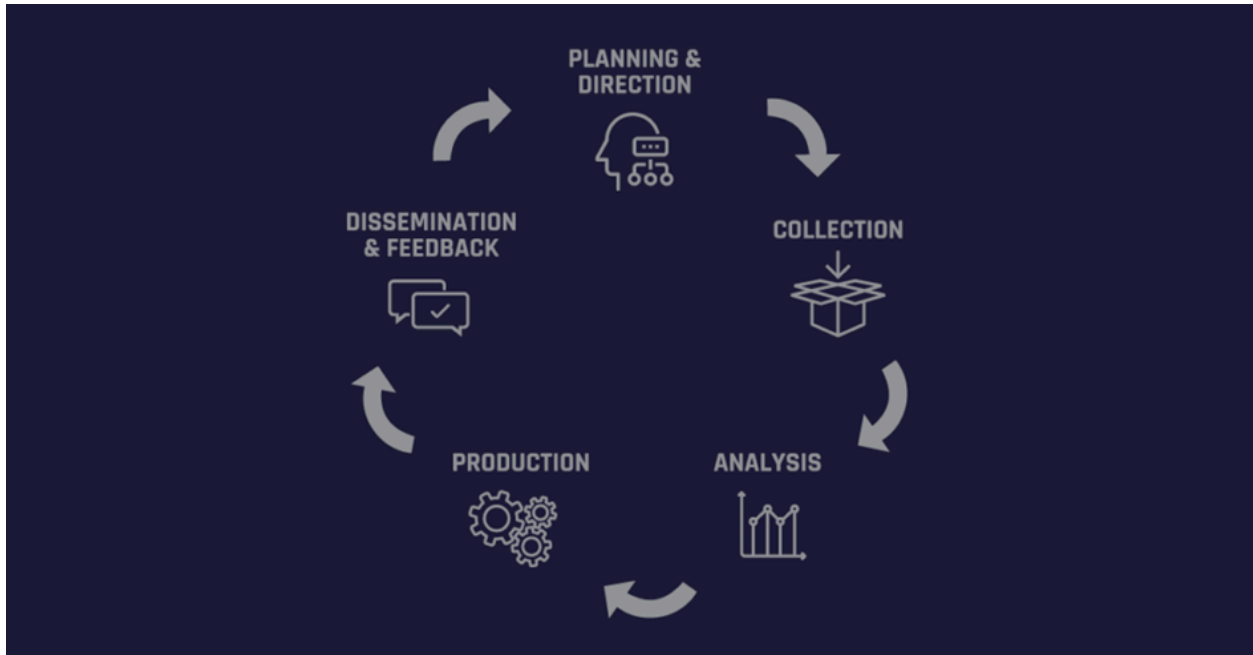 PLANNING &
DIRECTION
COLLECTION
ANALYSIS
PRODUCTION
DISSEMINATION
& FEEDBACK